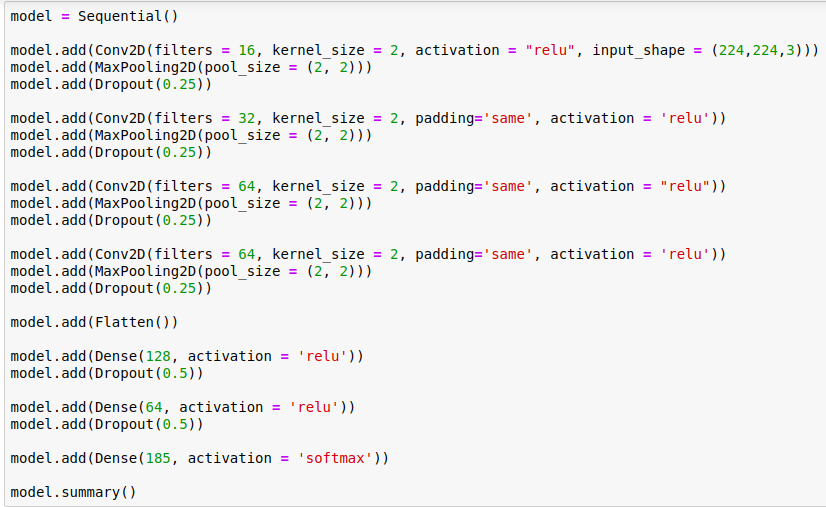 model = Sequential()
model.add(Conv2D(filters = 16, kernel_size = 2, activation = "relu", input_shape = (224,224,3)))
model.add(MaxPooling2D(pool_size = (2, 2)))
model.add(Dropout(0.25))
model.add(Conv2D(filters = 32, kernel_size = 2, padding='same', activation = 'relu'))
model.add(MaxPooling2D(pool_size = (2, 2)))
model.add(Dropout(0.25))
model.add(Conv2D(filters = 64, kernel_size = 2, padding='same', activation = "relu"))
model.add(MaxPooling2D(pool_size = (2, 2)))
model.add(Dropout(0.25))
model.add(Conv2D(filters = 64, kernel_size = 2, padding='same', activation = 'relu'))
model.add(MaxPooling2D(pool_size = (2, 2)))
model.add(Dropout(0.25))
model.add(Flatten())
model.add(Dense(128, activation = 'relu'))
model.add(Dropout(0.5))
model.add(Dense(64, activation = 'relu'))
model.add(Dropout(0.5))
model.add(Dense(185, activation = 'softmax'))
model.summary()